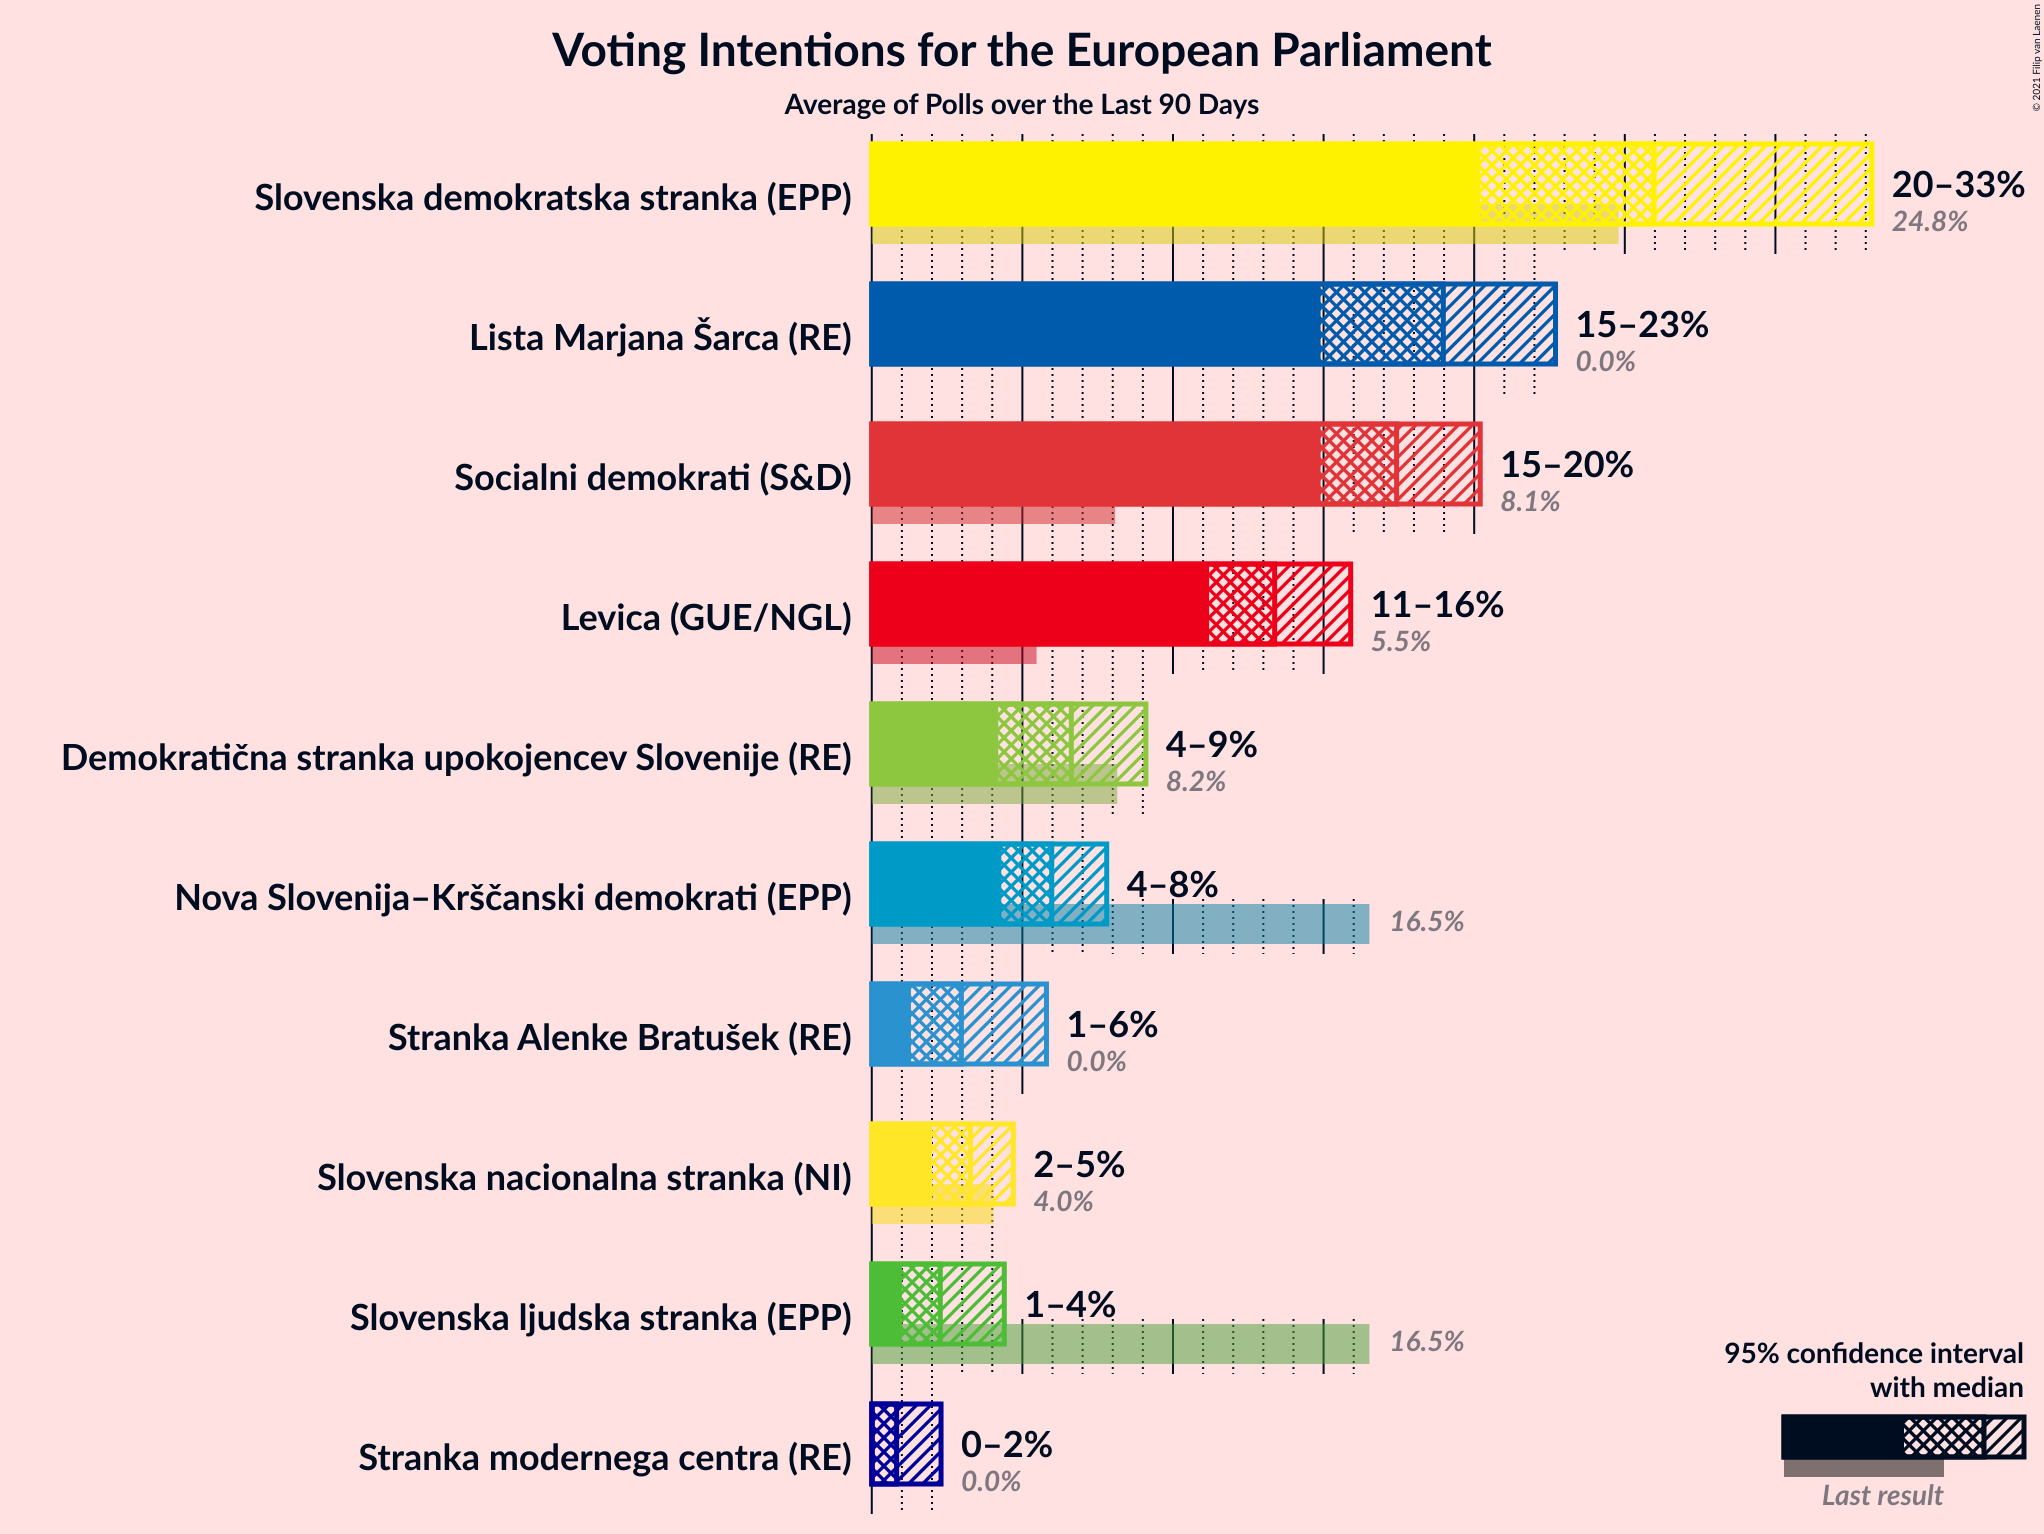 © 2021 Filip van Laenen
Voting Intentions for the European Parliament
Average of Polls over the Last 90 Days
Slovenska demokratska stranka (EPP)
20–33%
24.8%
Lista Marjana Šarca (RE)
15–23%
0.0%
Socialni demokrati (S&D)
15–20%
8.1%
Levica (GUE/NGL)
11–16%
5.5%
Demokratična stranka upokojencev Slovenije (RE)
4–9%
8.2%
Nova Slovenija–Krščanski demokrati (EPP)
4–8%
16.5%
Stranka Alenke Bratušek (RE)
1–6%
0.0%
Slovenska nacionalna stranka (NI)
2–5%
4.0%
Slovenska ljudska stranka (EPP)
1–4%
16.5%
Stranka modernega centra (RE)
0–2%
0.0%
95% confidence interval
with median
Last result